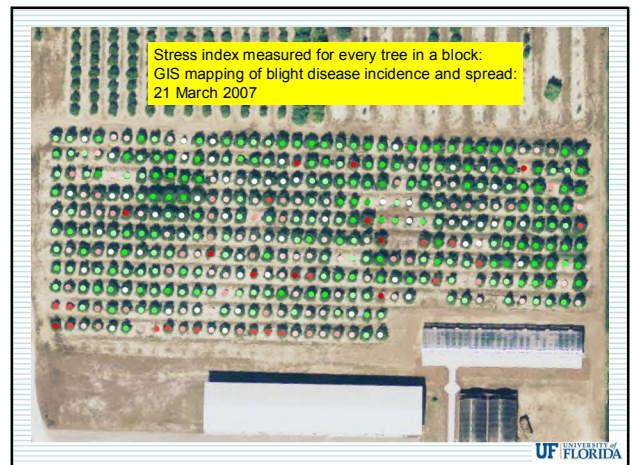 Stress index measured for every tree in a block:
GIS mapping of blight disease incidence and spread:
21 March 2007
UF UNIVERSITY of
FLORIDA